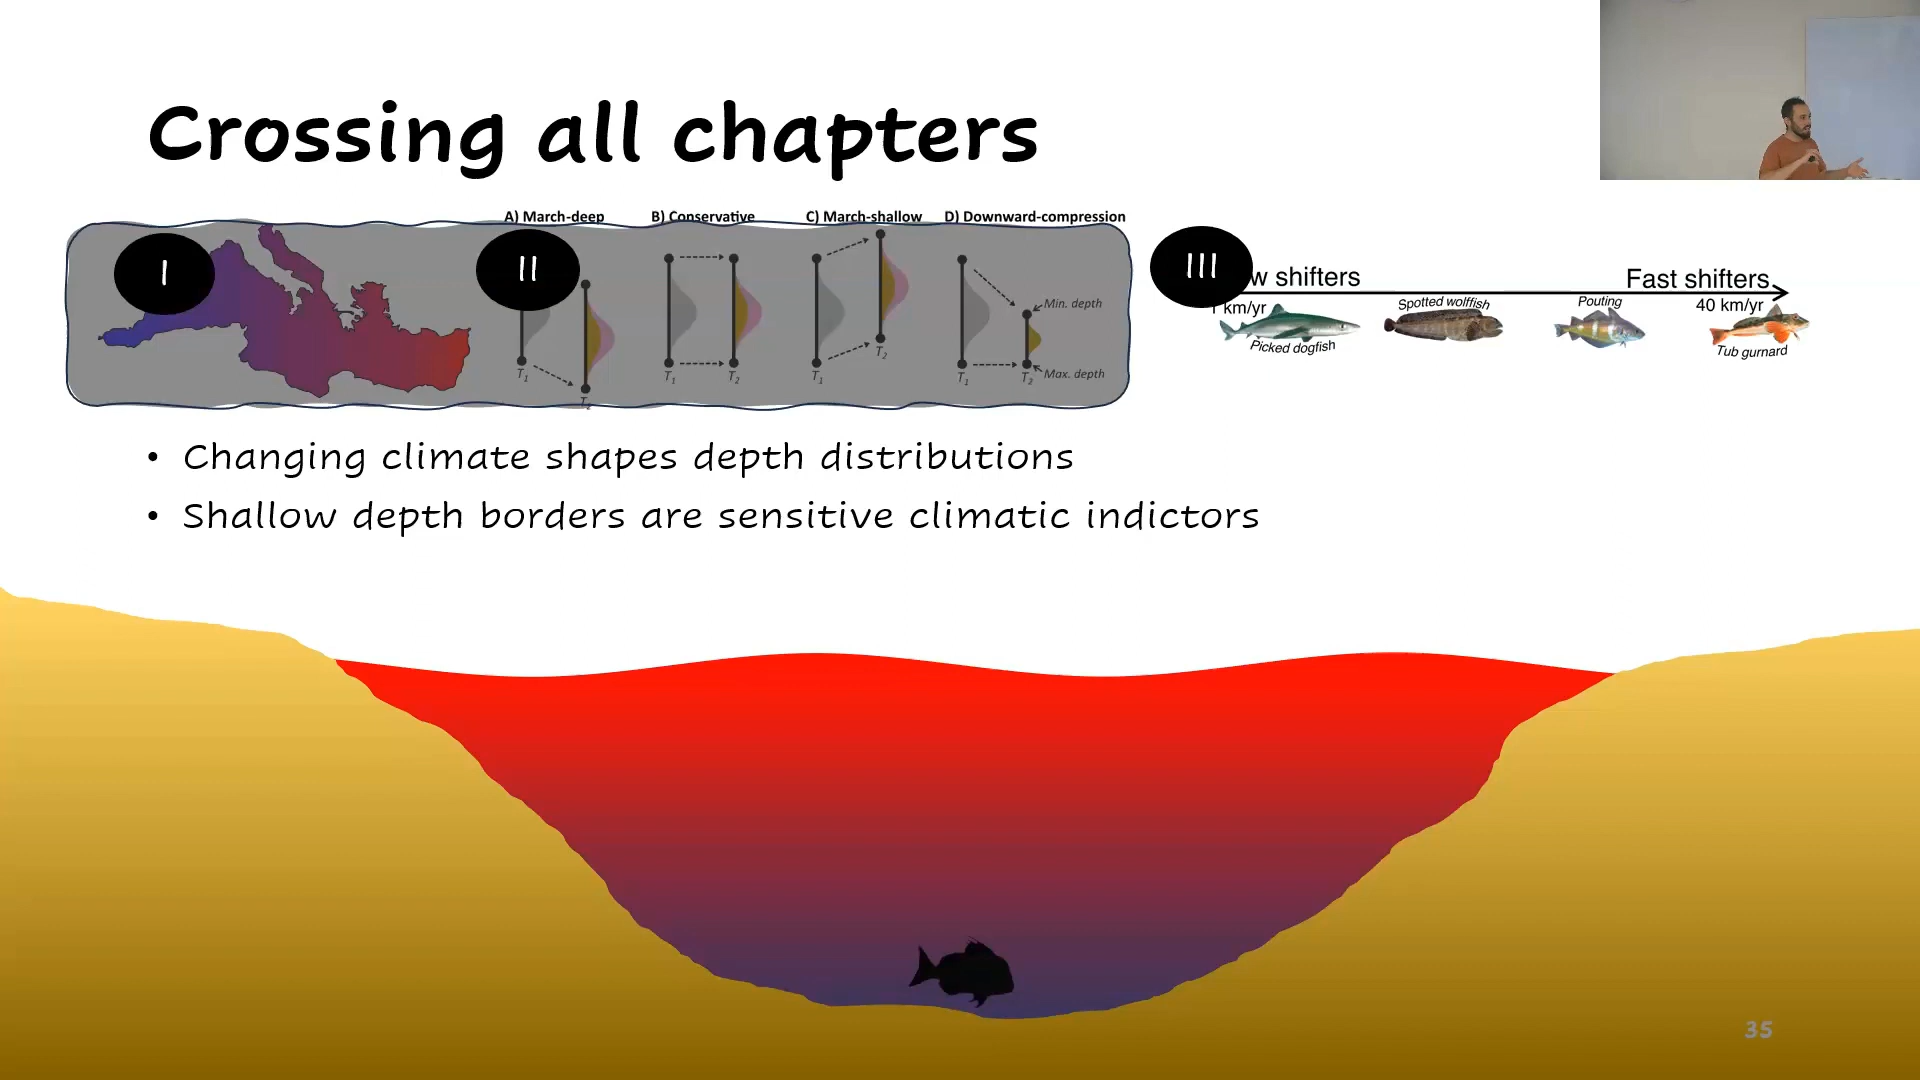 Crossing all chapters
A) March-deep B) Conservative C) March-shallow D) Downward-compression
I
II
III
w shifters
Fast shifters
km/yr
40 km/yr
Picked dogfish
Spotted wolffish
Pouting
Tub gurnard
Min. depth
Max. depth
T1
T2
T1
T2
T1
T2
T1
T2
• Changing climate shapes depth distributions
• Shallow depth borders are sensitive climatic indictors
35